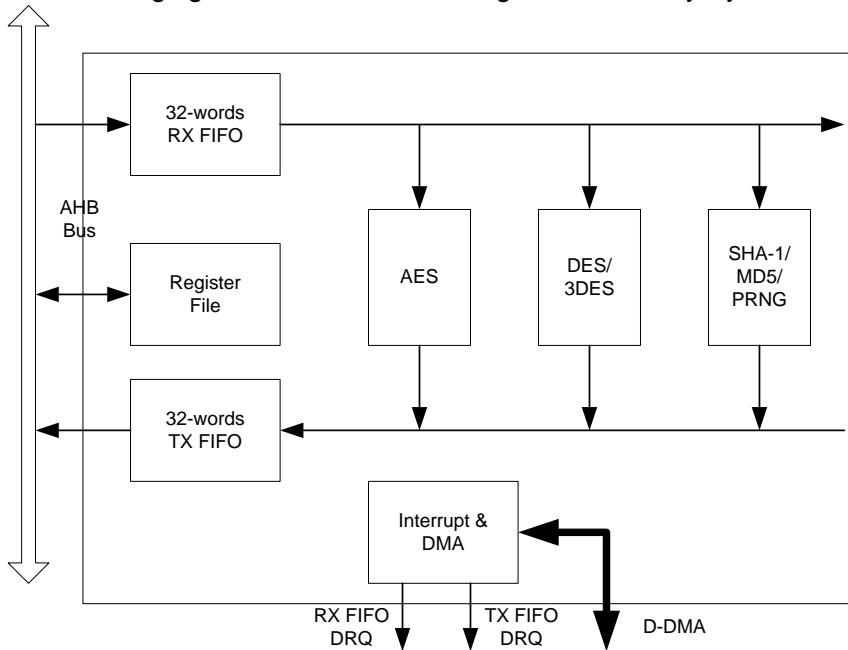 32-words
RX FIFO
AHB
Bus
AES
DES/
3DES
SHA-1/
MD5/
PRNG
Register
File
32-words
TX FIFO
Interrupt &
DMA
RX FIFO
DRQ
TX FIFO
DRQ
D-DMA